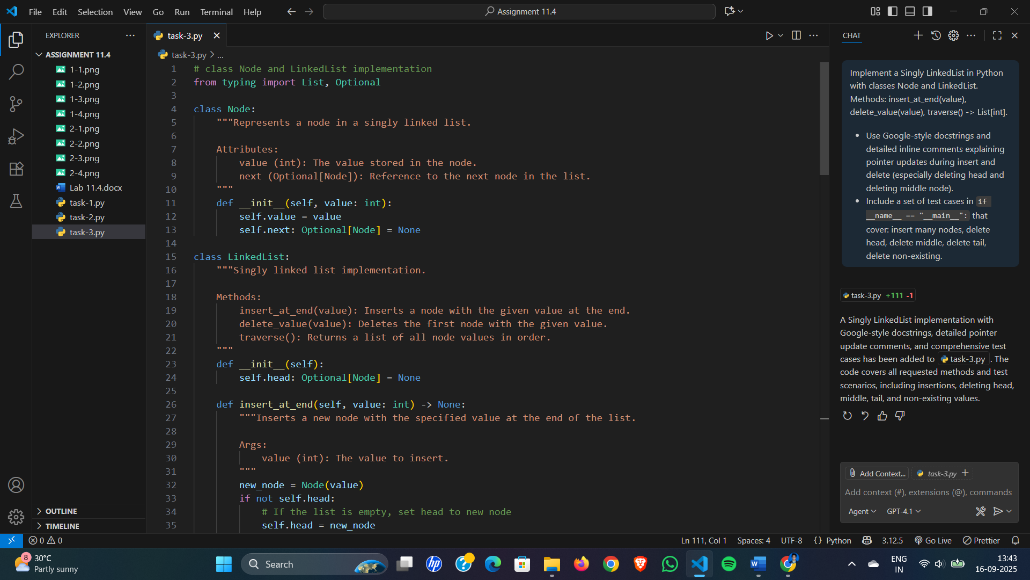 File Edit Selection View Go Run Terminal Help
Assignment 11.4
EXPLORER
ASSIGNMENT 11.4
1-1.png
1-2.png
1-3.png
1-4.png
2-1.png
2-2.png
2-3.png
2-4.png
Lab 11.4.docx
task-1.py
task-2.py
task-3.py
OUTLINE
TIMELINE
task-3.py
task-3.py > ...
1 # class Node and LinkedList implementation
2 from typing import List, Optional
3
4 class Node:
5 """Represents a node in a singly linked list.
6
7 Attributes:
8 value (int): The value stored in the node.
9 next (Optional[Node]): Reference to the next node in the list.
10 """
11 def __init__(self, value: int):
12 self.value = value
13 self.next: Optional[Node] = None
14
15 class LinkedList:
16 """Singly linked list implementation.
17
18 Methods:
19 insert_at_end(value): Inserts a node with the given value at the end.
20 delete_value(value): Deletes the first node with the given value.
21 traverse(): Returns a list of all node values in order.
22 """
23 def __init__(self):
24 self.head: Optional[Node] = None
25
26 def insert_at_end(self, value: int) -> None:
27 """Inserts a new node with the specified value at the end of the list.
28
29 Args:
30 value (int): The value to insert.
31 """
32 new_node = Node(value)
33 if not self.head:
34 # If the list is empty, set head to new node
35 self.head = new_node
CHAT
Implement a Singly LinkedList in Python
with classes Node and LinkedList.
Methods: insert_at_end(value),
delete_value(value), traverse() -> List[int].
• Use Google-style docstrings and
detailed inline comments explaining
pointer updates during insert and
delete (especially deleting head and
deleting middle node).
• Include a set of test cases in if
__name__ == "__main__": that
cover: insert many nodes, delete
head, delete middle, delete tail,
delete non-existing.
task-3.py +111 -1
A Singly LinkedList implementation with
Google-style docstrings, detailed pointer
update comments, and comprehensive test
cases has been added to task-3.py . The
code covers all requested methods and test
scenarios, including insertions, deleting head,
middle, tail, and non-existing values.
Add Context... task-3.py +
Add context (#), extensions (@), commands
Agent GPT-4.1
0 0
Ln 111, Col 1 Spaces: 4 UTF-8 {} Python 3.12.5 Go Live Prettier
8
30°C
Partly sunny
Search
hp
ENG
IN
13:43
16-09-2025